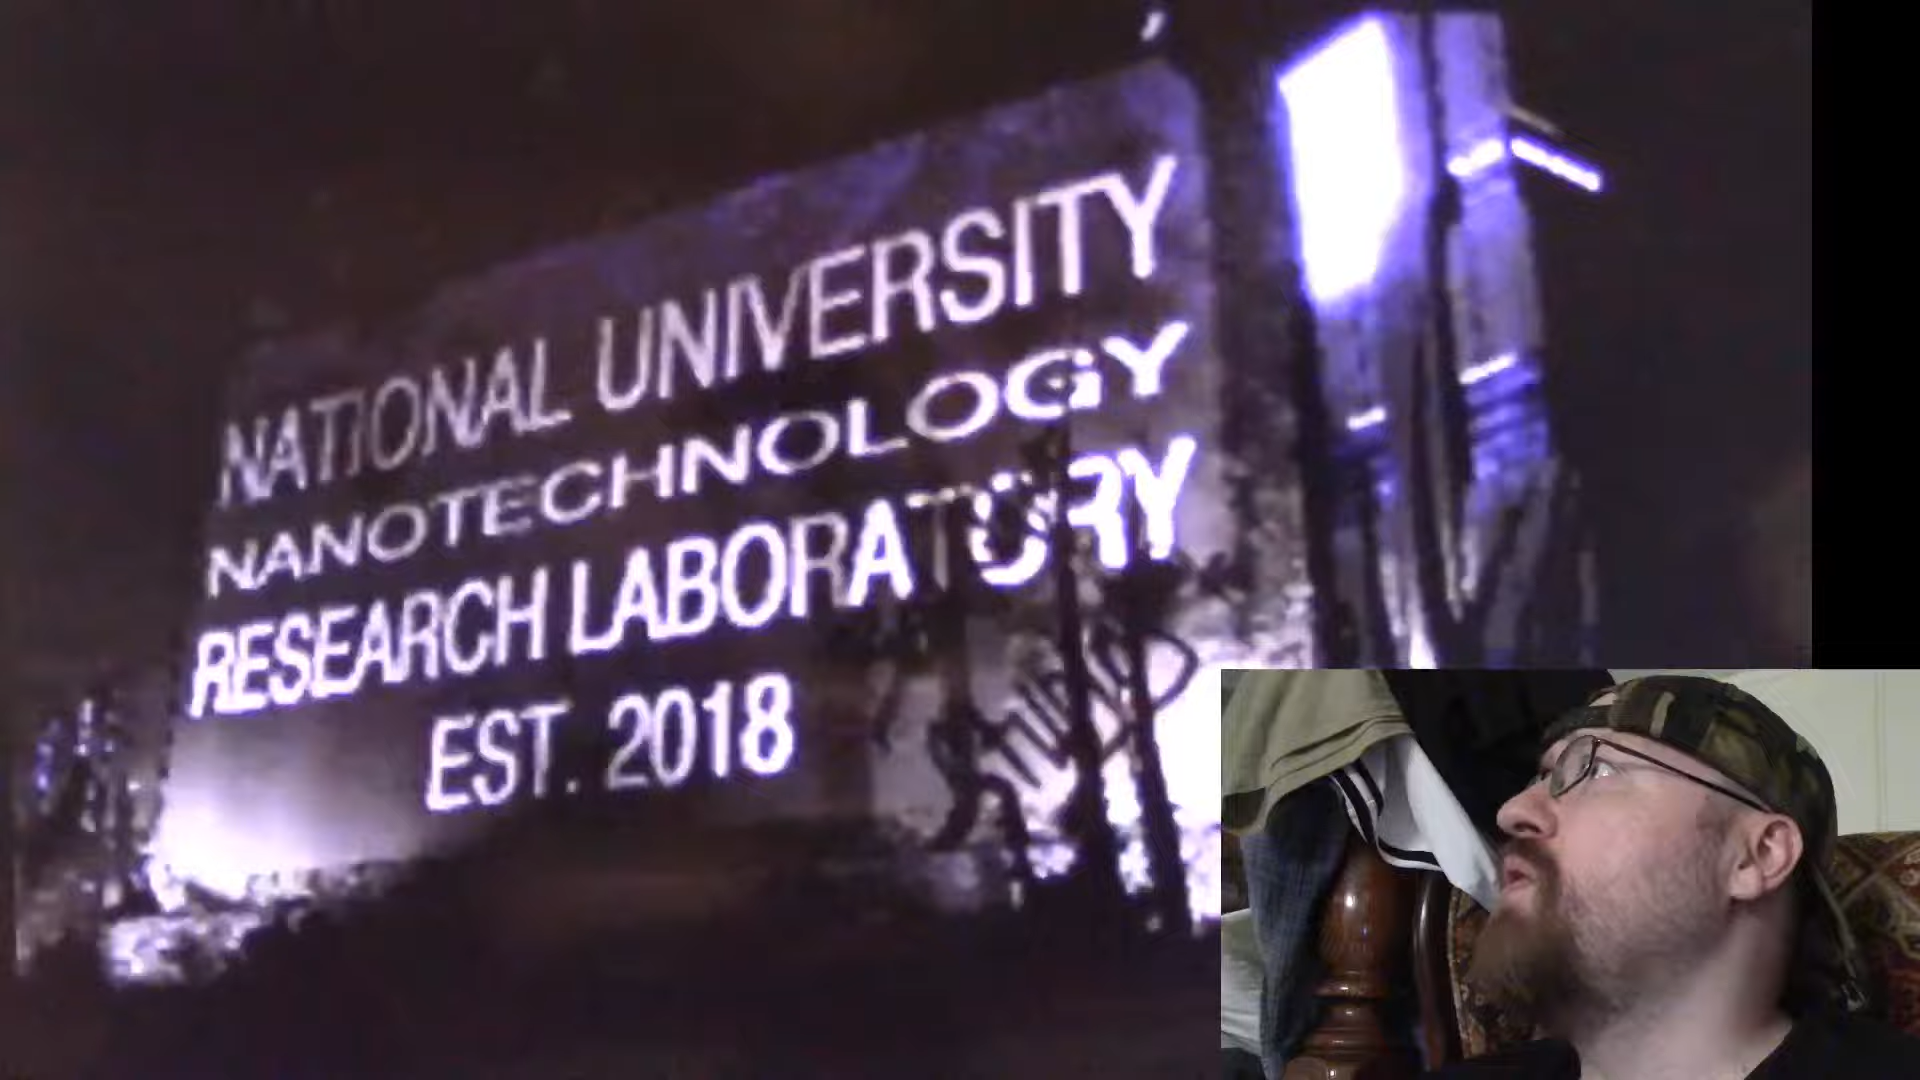 NATIONAL UNIVERSITY
NANOTECHNOLOGY
RESEARCH LABORATORY
EST. 2018